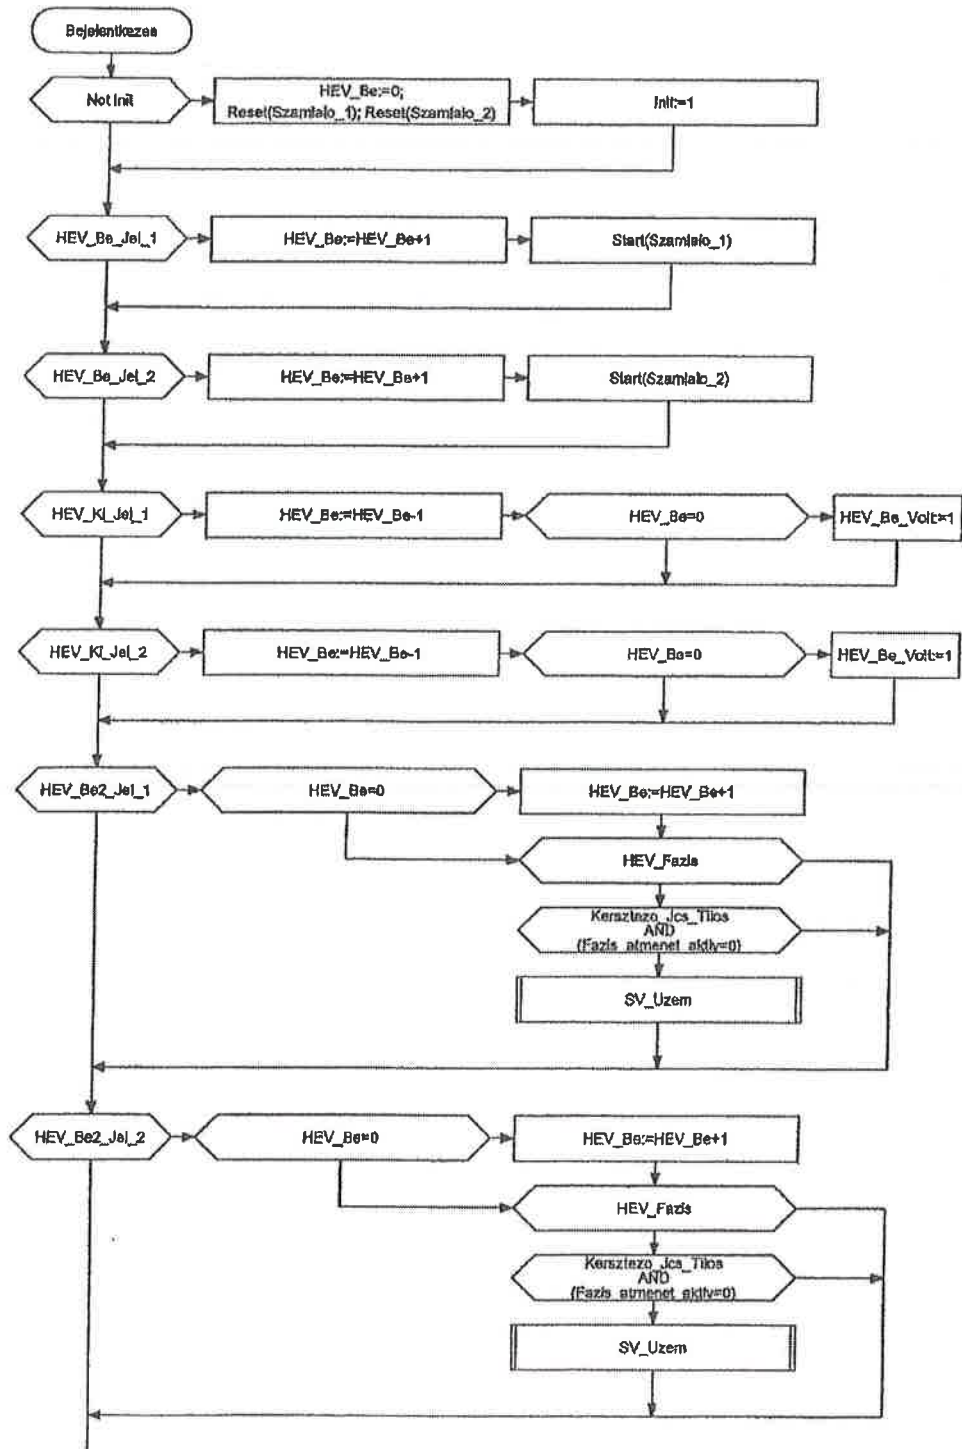 Bejelentkezes
Not Init
HEV_Be:=0;
Reset(Szamlalo_1); Reset(Szamlalo_2)
Init:=1
HEV_Be_Jel_1
HEV_Be:=HEV_Be+1
Start(Szamlalo_1)
HEV_Be_Jel_2
HEV_Be:=HEV_Be+1
Start(Szamlalo_2)
HEV_Ki_Jel_1
HEV_Be:=HEV_Be-1
HEV_Be=0
HEV_Be_Volt:=1
HEV_Ki_Jel_2
HEV_Be:=HEV_Be-1
HEV_Be=0
HEV_Be_Volt:=1
HEV_Be2_Jel_1
HEV_Be=0
HEV_Be:=HEV_Be+1
HEV_Fazis
Kersztezo_Jcs_Tilos
AND
(Fazis_atmenet_aktiv=0)
SV_Uzem
HEV_Be2_Jel_2
HEV_Be=0
HEV_Be:=HEV_Be+1
HEV_Fazis
Kersztezo_Jcs_Tilos
AND
(Fazis_atmenet_aktiv=0)
SV_Uzem